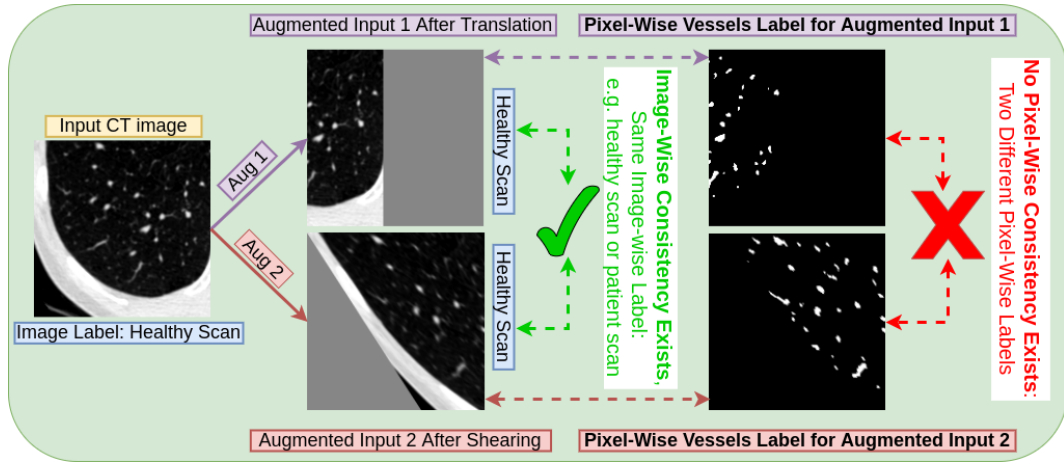 Augmented Input 1 After Translation
Pixel-Wise Vessels Label for Augmented Input 1
Input CT image
Aug 1
Aug 2
Image Label: Healthy Scan
Healthy Scan
Healthy Scan
Image-Wise Consistency Exists,
Same Image-wise Label:
e.g. healthy scan or patient scan
No Pixel-Wise Consistency Exists:
Two Different Pixel-Wise Labels
Augmented Input 2 After Shearing
Pixel-Wise Vessels Label for Augmented Input 2